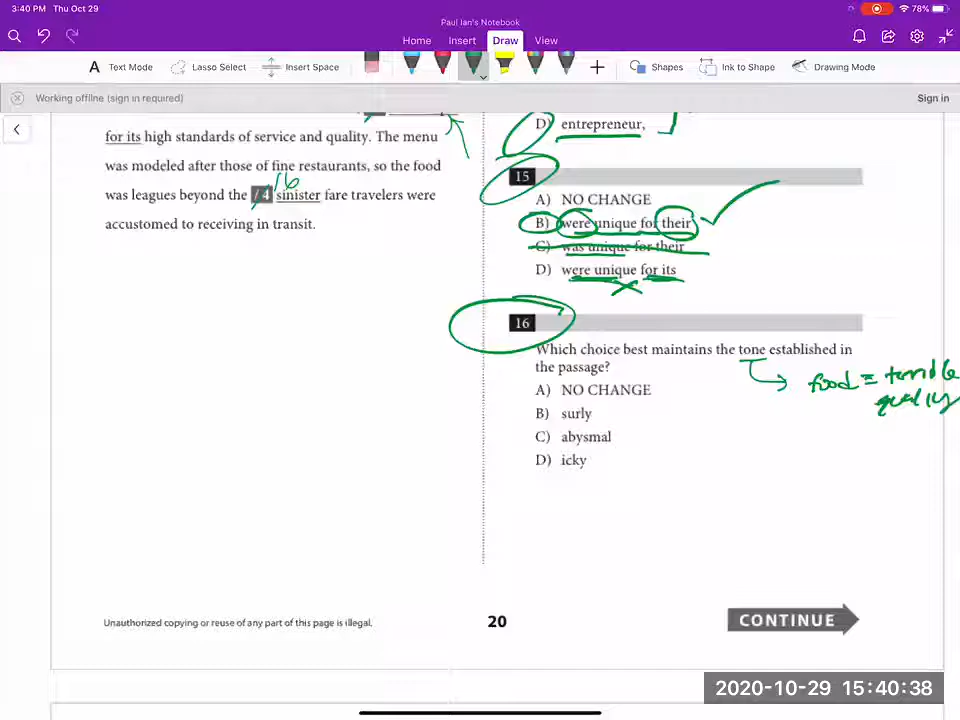 3:40 PM Thu Oct 29
78%
Paul Ian's Notebook
Home Insert Draw View
Text Mode Lasso Select Insert Space Shapes Ink to Shape Drawing Mode
Working offline (sign in required) Sign in
for its high standards of service and quality. The menu
was modeled after those of fine restaurants, so the food
16
was leagues beyond the 14 sinister fare travelers were
accustomed to receiving in transit.
D) entrepreneur,
15
A) NO CHANGE
B) were unique for their
C) was unique for their
D) were unique for its
16
Which choice best maintains the tone established in
the passage?
food = terrible
quality
A) NO CHANGE
B) surly
C) abysmal
D) icky
Unauthorized copying or reuse of any part of this page is illegal.
20
CONTINUE
2020-10-29 15:40:38